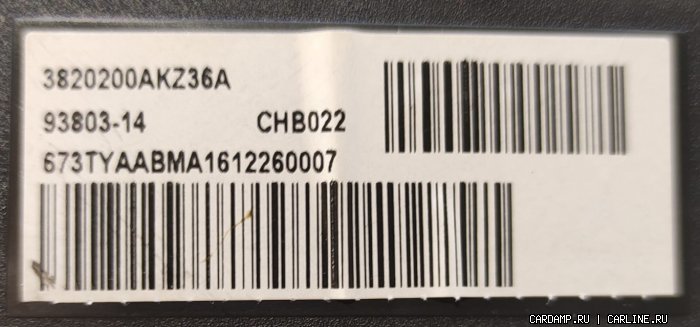 3820200AKZ36A
93803-14 CHB022
673TYAABMA1612260007
CARDAMP.RU | CARLINE.RU